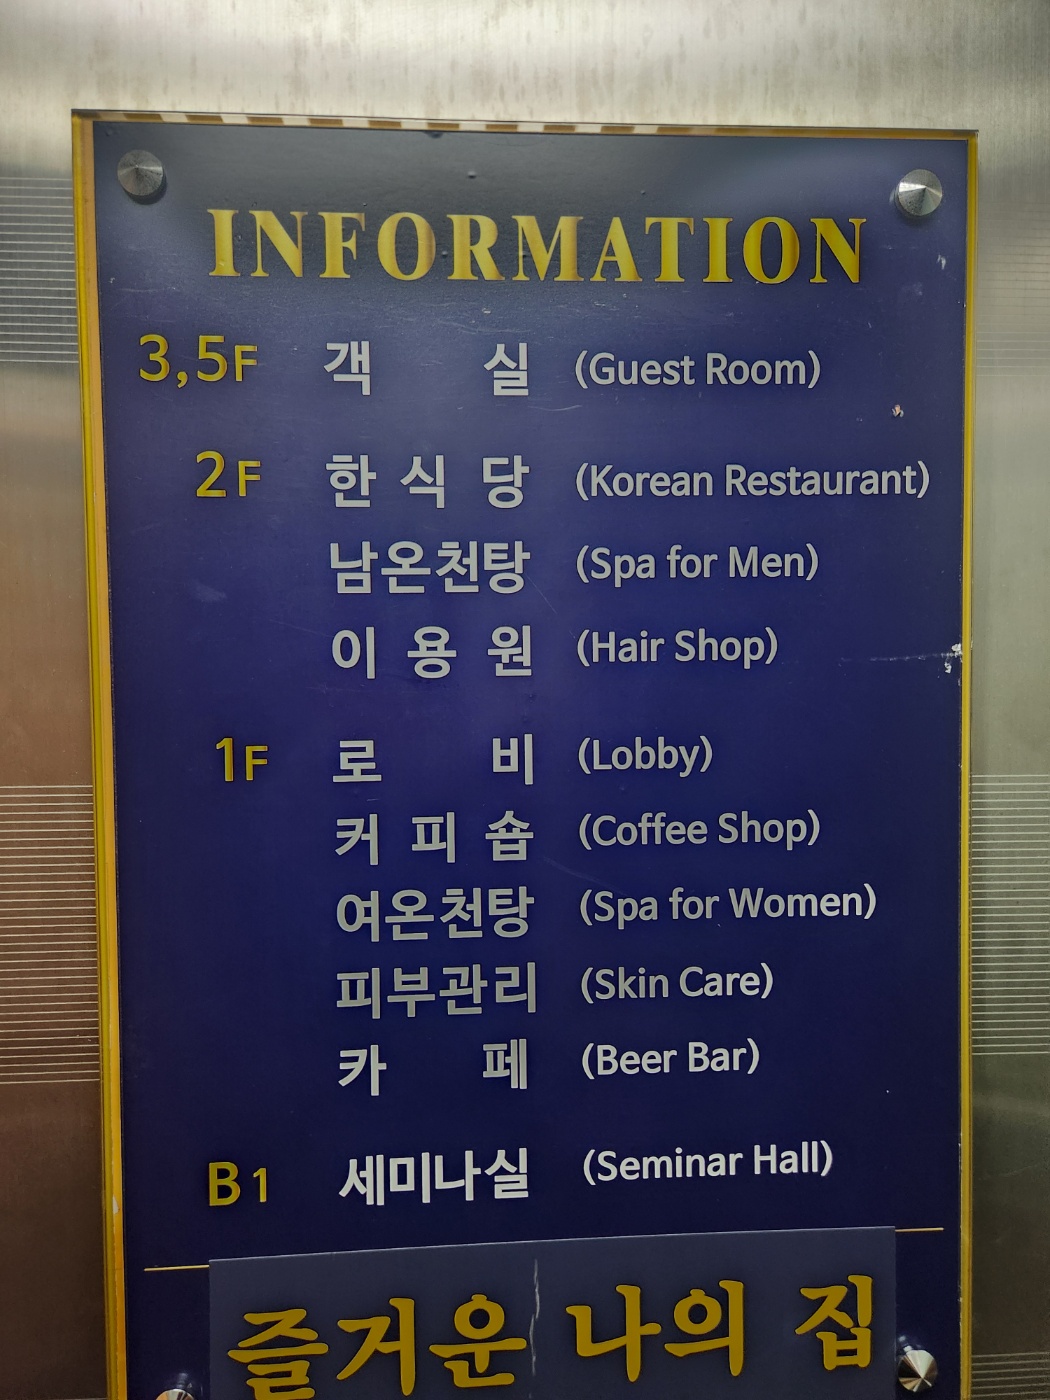 INFORMATION
3,5F 객 실 (Guest Room)
2F 한 식 당 (Korean Restaurant)
남온천탕 (Spa for Men)
이 용 원 (Hair Shop)
1F 로 비 (Lobby)
커 피 숍 (Coffee Shop)
여온천탕 (Spa for Women)
피부관리 (Skin Care)
카 페 (Beer Bar)
B1 세미나실 (Seminar Hall)
즐거운 나의 집